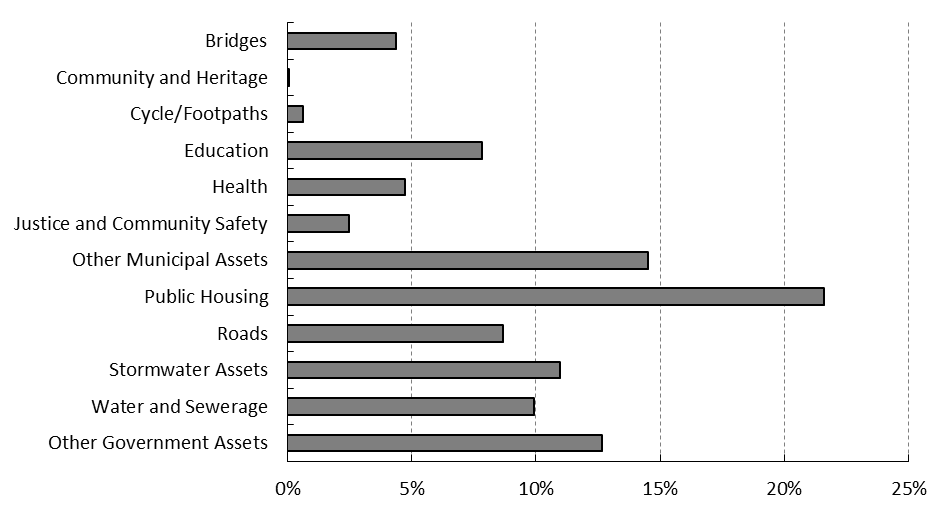 Bridges
Community and Heritage
Cycle/Footpaths
Education
Health
Justice and Community Safety
Other Municipal Assets
Public Housing
Roads
Stormwater Assets
Water and Sewerage
Other Government Assets
0% 5% 10% 15% 20% 25%